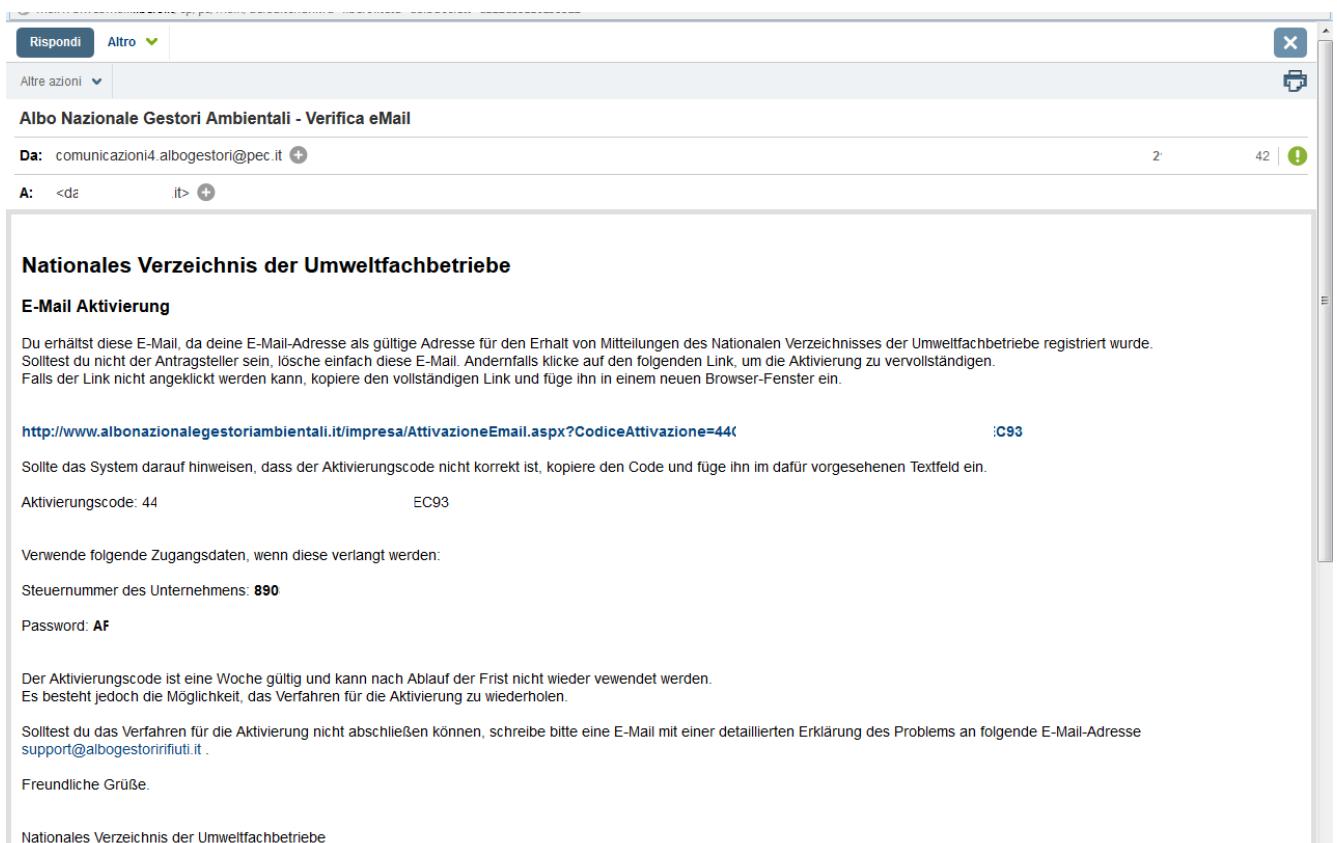 Rispondi Altro
Altre azioni
Albo Nazionale Gestori Ambientali - Verifica eMail
Da: comunicazioni4.albogestori@pec.it 2 42
A: <da .it>
Nationales Verzeichnis der Umweltfachbetriebe
E-Mail Aktivierung
Du erhältst diese E-Mail, da deine E-Mail-Adresse als gültige Adresse für den Erhalt von Mitteilungen des Nationalen Verzeichnisses der Umweltfachbetriebe registriert wurde.
Solltest du nicht der Antragsteller sein, lösche einfach diese E-Mail. Andernfalls klicke auf den folgenden Link, um die Aktivierung zu vervollständigen.
Falls der Link nicht angeklickt werden kann, kopiere den vollständigen Link und füge ihn in einem neuen Browser-Fenster ein.
http://www.albonazionalegestoriambientali.it/impresa/AttivazioneEmail.aspx?CodiceAttivazione=44 C93
Sollte das System darauf hinweisen, dass der Aktivierungscode nicht korrekt ist, kopiere den Code und füge ihn im dafür vorgesehenen Textfeld ein.
Aktivierungscode: 44 EC93
Verwende folgende Zugangsdaten, wenn diese verlangt werden:
Steuernummer des Unternehmens: 890
Password: AF
Der Aktivierungscode ist eine Woche gültig und kann nach Ablauf der Frist nicht wieder vewendet werden.
Es besteht jedoch die Möglichkeit, das Verfahren für die Aktivierung zu wiederholen.
Solltest du das Verfahren für die Aktivierung nicht abschließen können, schreibe bitte eine E-Mail mit einer detaillierten Erklärung des Problems an folgende E-Mail-Adresse
support@albogestoririfiuti.it .
Freundliche Grüße.
Nationales Verzeichnis der Umweltfachbetriebe